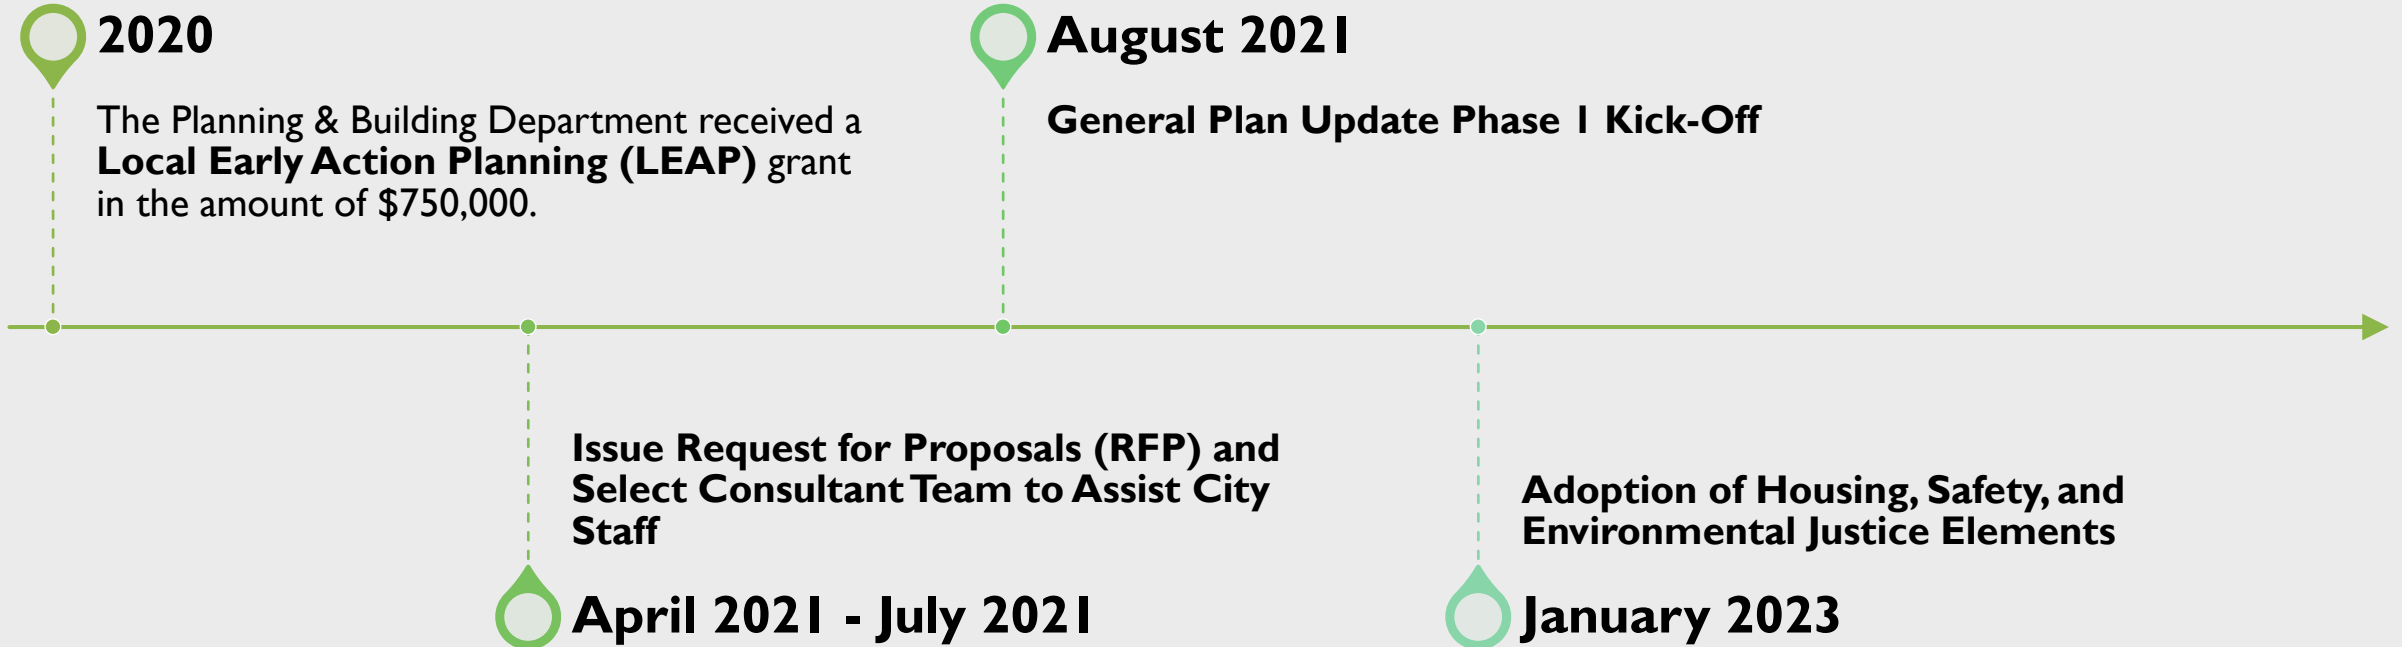 2020
The Planning & Building Department received a
Local Early Action Planning (LEAP) grant
in the amount of $750,000.
August 2021
General Plan Update Phase 1 Kick-Off
Issue Request for Proposals (RFP) and
Select Consultant Team to Assist City
Staff
April 2021 - July 2021
Adoption of Housing, Safety, and
Environmental Justice Elements
January 2023